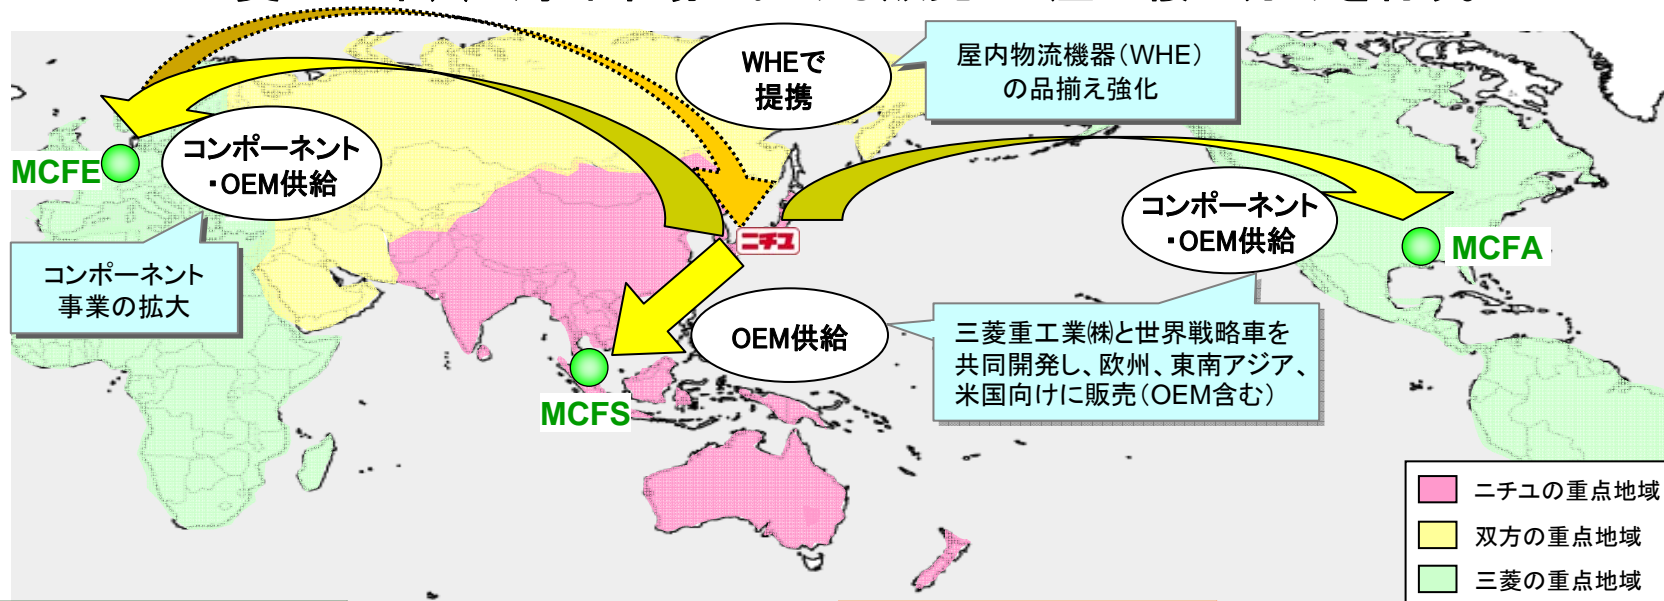 WHEで
提携
屋内物流機器(WHE)
の品揃え強化
コンポーネント
・OEM供給
MCFE
コンポーネント
事業の拡大
ニチユ
コンポーネント
・OEM供給
MCFA
OEM供給
三菱重工業㈱と世界戦略車を
共同開発し、欧州、東南アジア、
米国向けに販売(OEM含む)
MCFS
ニチユの重点地域
双方の重点地域
三菱の重点地域